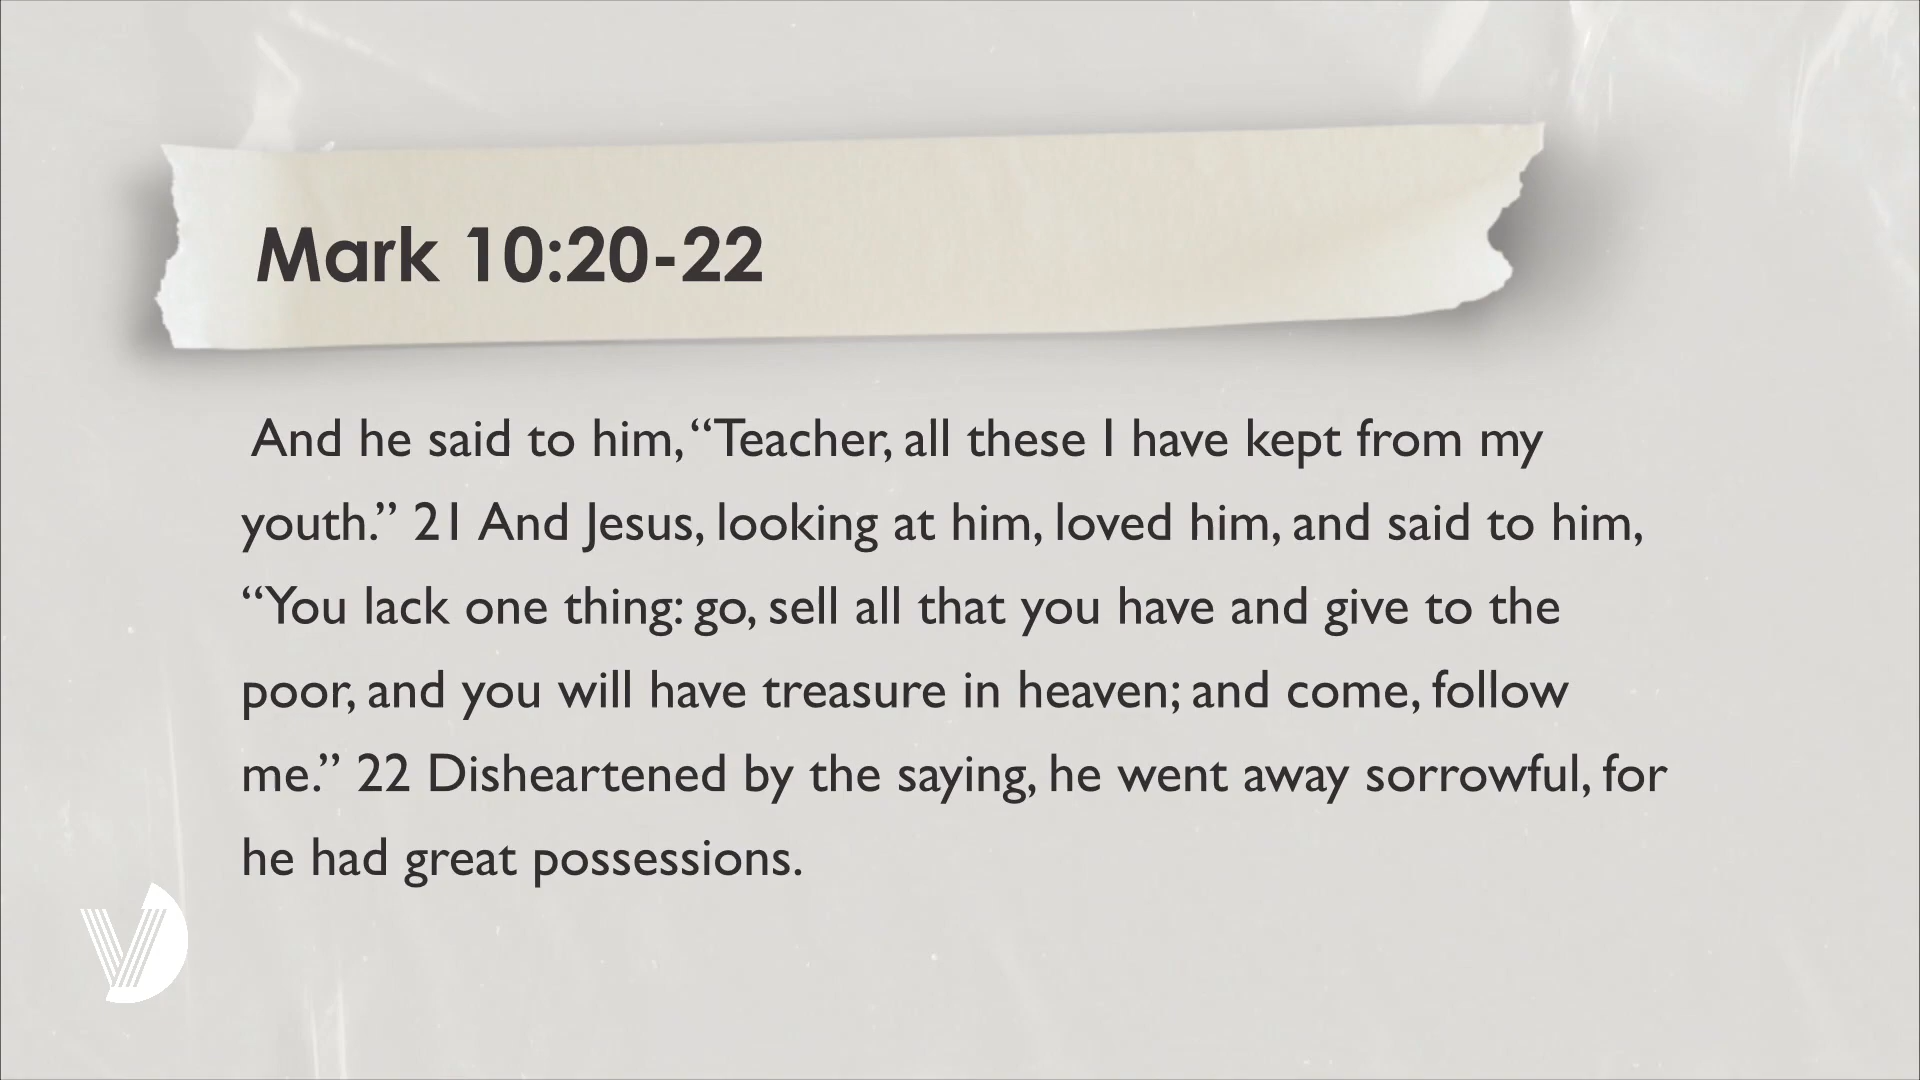 Mark 10:20-22
And he said to him, “Teacher, all these I have kept from my
youth.” 21 And Jesus, looking at him, loved him, and said to him,
“You lack one thing: go, sell all that you have and give to the
poor, and you will have treasure in heaven; and come, follow
me.” 22 Disheartened by the saying, he went away sorrowful, for
he had great possessions.
V